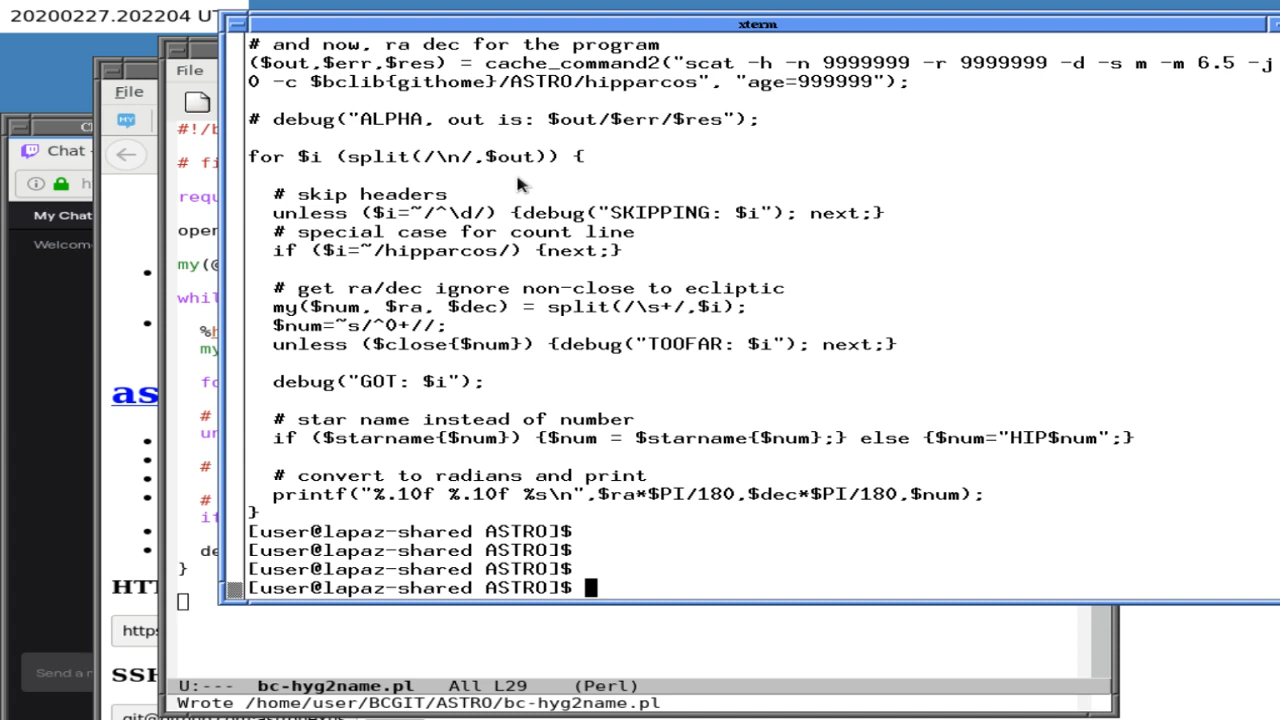 20200227.202204 U
xterm
# and now, ra dec for the program
($out,$err,$res) = cache_command2("scat -h -n 9999999 -r 9999999 -d -s m -m 6.5 -j
0 -c $bclib{githome}/ASTRO/hipparcos", "age=999999");
# debug("ALPHA, out is: $out/$err/$res");
for $i (split(/\n/,$out)) {
# skip headers
unless ($i=~/^\d/) {debug("SKIPPING: $i"); next;}
# special case for count line
if ($i=~/hipparcos/) {next;}
# get ra/dec ignore non-close to ecliptic
my($num, $ra, $dec) = split(/\s+/,$i);
$num=~s/^0+//;
unless ($close{$num}) {debug("TOOFAR: $i"); next;}
debug("GOT: $i");
# star name instead of number
if ($starname{$num}) {$num = $starname{$num};} else {$num="HIP$num";}
# convert to radians and print
printf("%.10f %.10f %s\n",$ra*$PI/180,$dec*$PI/180,$num);
}
[user@lapaz-shared ASTRO]$
[user@lapaz-shared ASTRO]$
[user@lapaz-shared ASTRO]$
[user@lapaz-shared ASTRO]$
File
#!/b
# fi
requ
open
my(@
whil
%h
my
fo
#
un
#
#
if
de
}
U:--- bc-hyg2name.pl All L29 (Perl)
Wrote /home/user/BCGIT/ASTRO/bc-hyg2name.pl
File
MY
as
HT
http
SSH
Chat
My Chat
Welcom
Send a